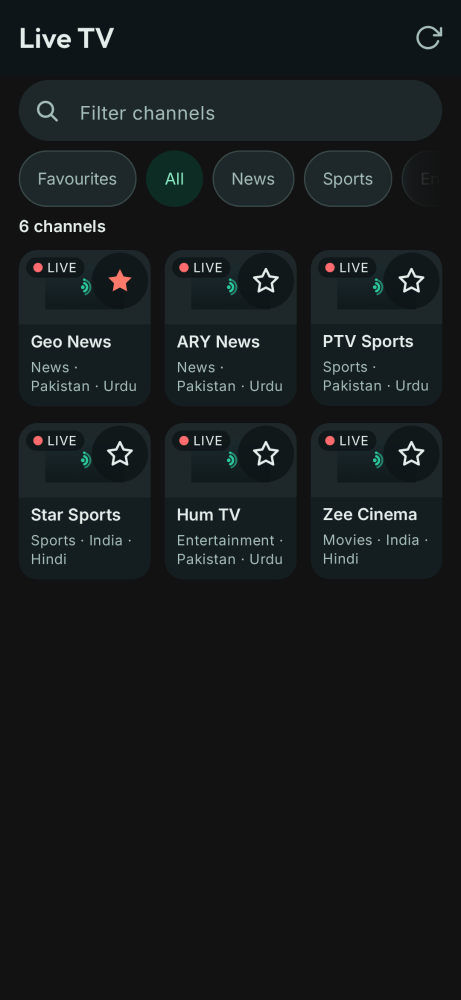 Live TV
Filter channels
Favourites
All
News
Sports
6 channels
LIVE
LIVE
LIVE
Geo News
News ·
Pakistan · Urdu
ARY News
News ·
Pakistan · Urdu
PTV Sports
Sports ·
Pakistan · Urdu
LIVE
LIVE
LIVE
Star Sports
Sports · India ·
Hindi
Hum TV
Entertainment ·
Pakistan · Urdu
Zee Cinema
Movies · India ·
Hindi